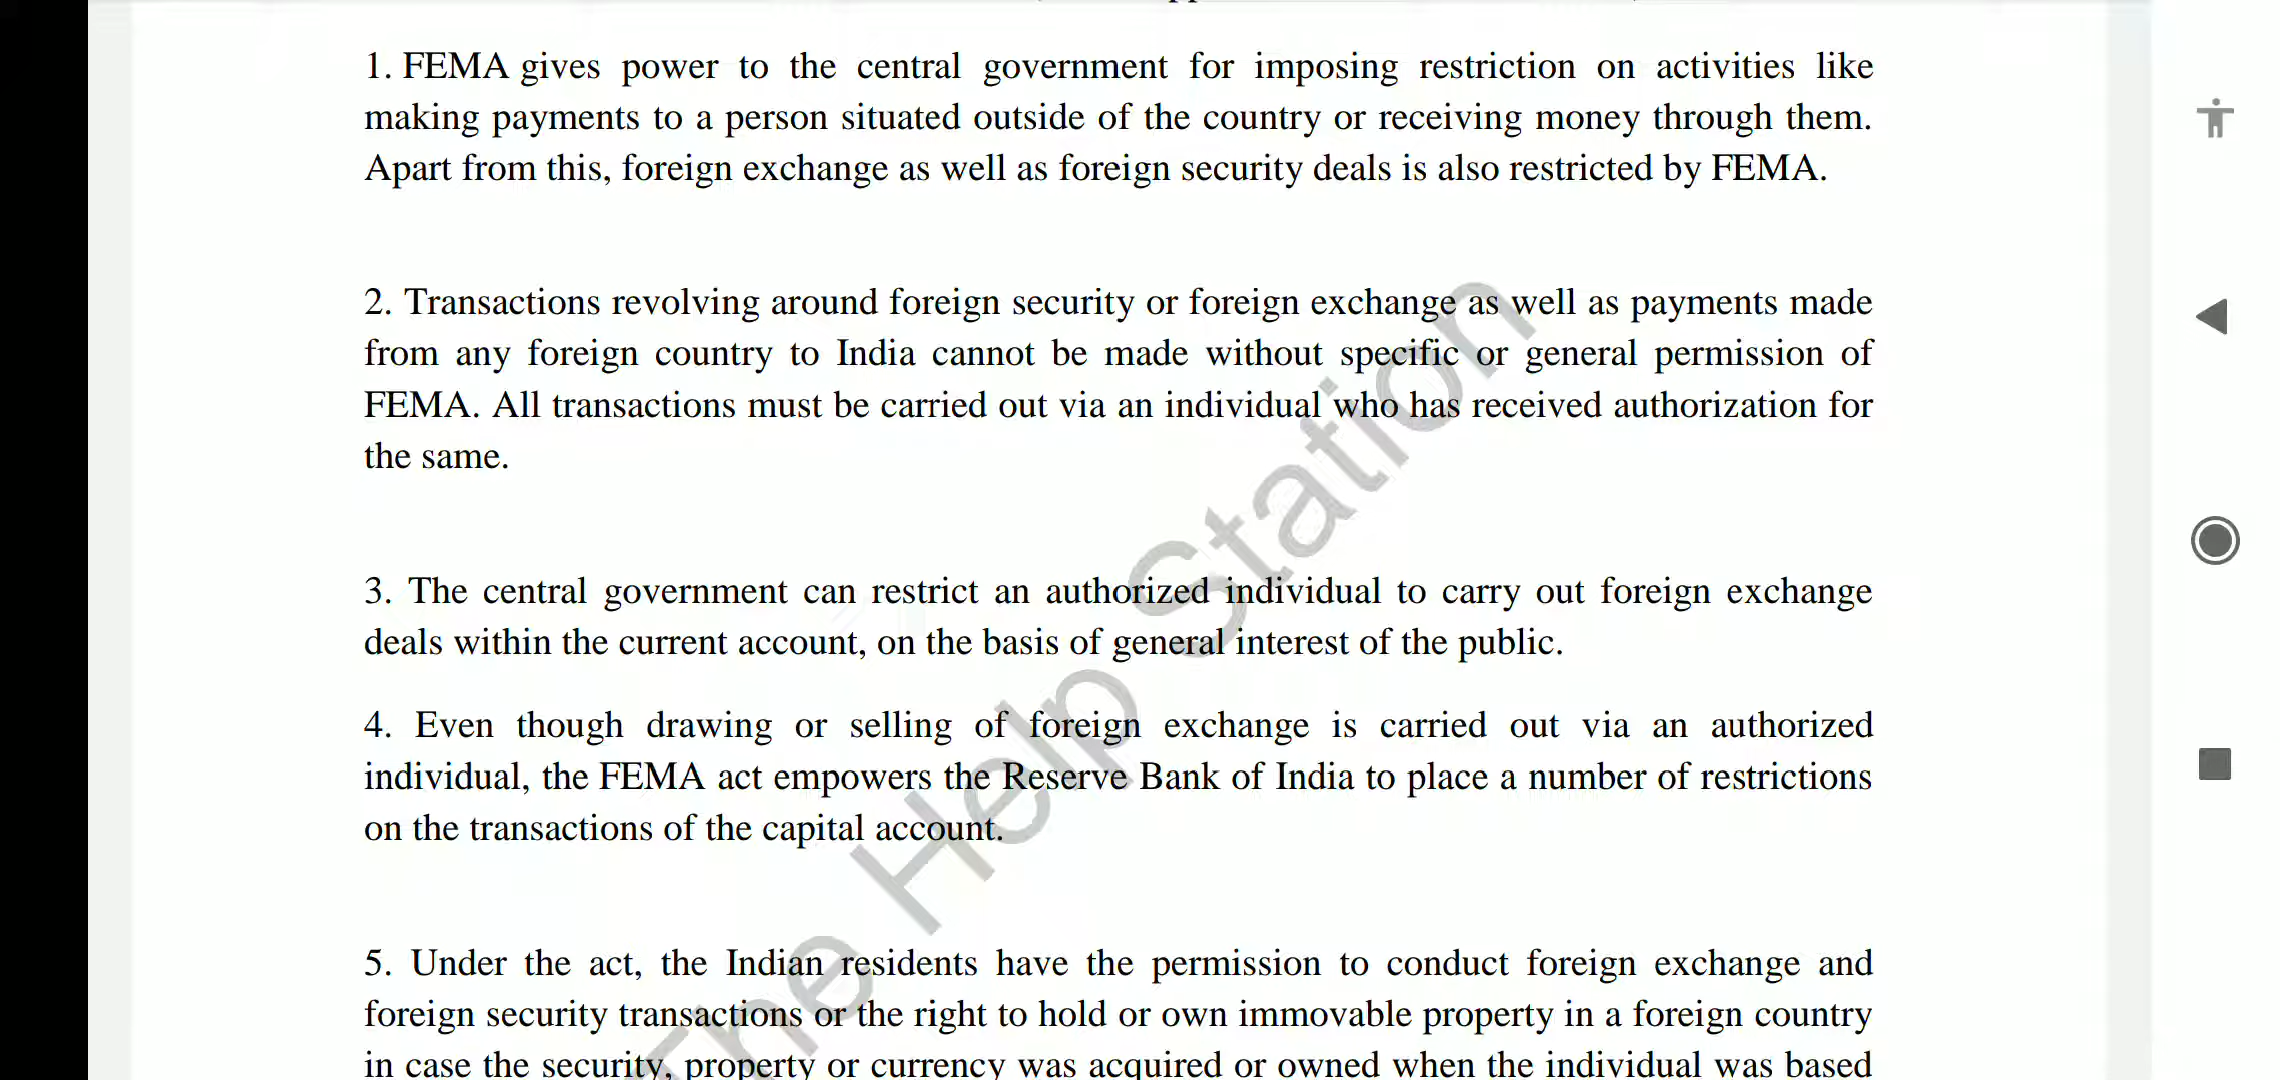 1. FEMA gives power to the central government for imposing restriction on activities like
making payments to a person situated outside of the country or receiving money through them.
Apart from this, foreign exchange as well as foreign security deals is also restricted by FEMA.
2. Transactions revolving around foreign security or foreign exchange as well as payments made
from any foreign country to India cannot be made without specific or general permission of
FEMA. All transactions must be carried out via an individual who has received authorization for
the same.
3. The central government can restrict an authorized individual to carry out foreign exchange
deals within the current account, on the basis of general interest of the public.
4. Even though drawing or selling of foreign exchange is carried out via an authorized
individual, the FEMA act empowers the Reserve Bank of India to place a number of restrictions
on the transactions of the capital account.
5. Under the act, the Indian residents have the permission to conduct foreign exchange and
foreign security transactions or the right to hold or own immovable property in a foreign country
in case the security, property or currency was acquired or owned when the individual was based
The Help Station